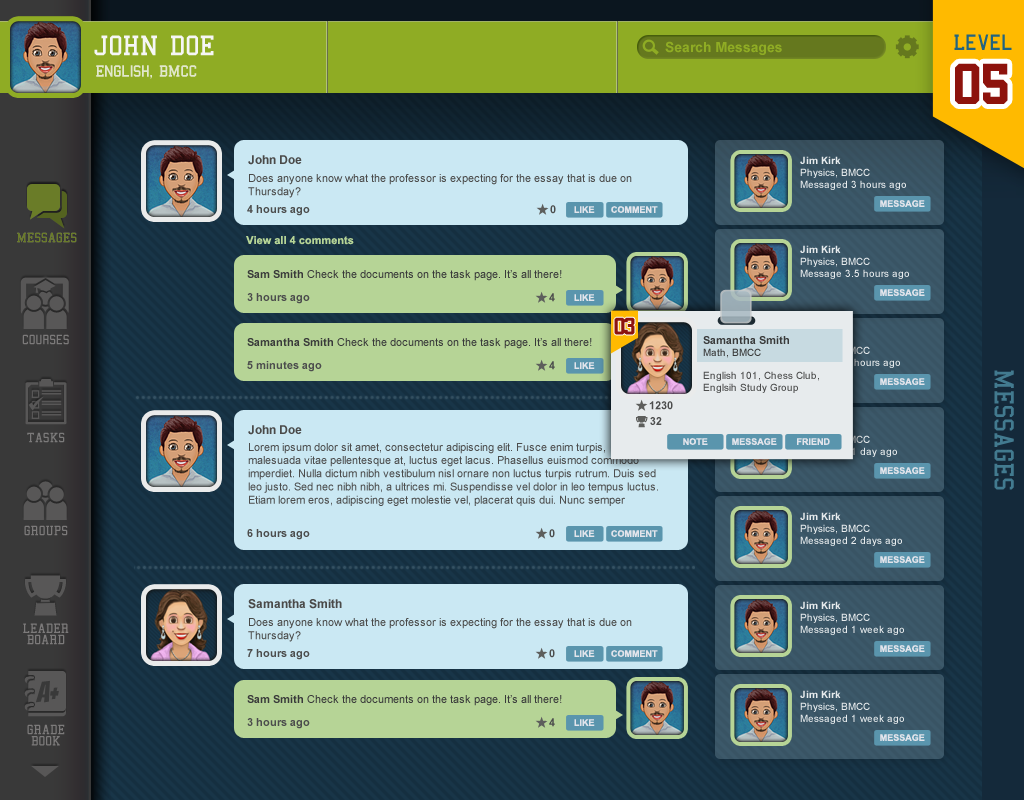 JOHN DOE
ENGLISH, BMCC
Search Messages
LEVEL
05
MESSAGES
COURSES
TASKS
GROUPS
LEADER
BOARD
A+
GRADE
BOOK
John Doe
Does anyone know what the professor is expecting for the essay that is due on
Thursday?
4 hours ago
0 LIKE COMMENT
View all 4 comments
Sam Smith Check the documents on the task page. It's all there!
3 hours ago
4 LIKE
Samantha Smith Check the documents on the task page. It's all there!
5 minutes ago
4 LIKE
John Doe
Lorem ipsum dolor sit amet, consectetur adipiscing elit. Fusce enim turpis,
malesuada vitae pellentesque at, luctus eget lacus. Phasellus euismod commodo
imperdiet. Nulla dictum nibh vestibulum nisl ornare non luctus turpis rutrum. Duis sed
leo justo. Sed nec nibh nibh, a ultrices mi. Suspendisse vel dolor in leo tempus luctus.
Etiam lorem eros, adipiscing eget molestie vel, placerat quis dui. Nunc semper
6 hours ago
0 LIKE COMMENT
Samantha Smith
Does anyone know what the professor is expecting for the essay that is due on
Thursday?
7 hours ago
0 LIKE COMMENT
Sam Smith Check the documents on the task page. It's all there!
3 hours ago
4 LIKE
03
Samantha Smith
Math, BMCC
English 101, Chess Club,
Englsih Study Group
1230
32
NOTE MESSAGE FRIEND
Jim Kirk
Physics, BMCC
Messaged 3 hours ago
MESSAGE
Jim Kirk
Physics, BMCC
Message 3.5 hours ago
MESSAGE
MCC
hours ago
MESSAGE
MCC
day ago
MESSAGE
Jim Kirk
Physics, BMCC
Messaged 2 days ago
MESSAGE
Jim Kirk
Physics, BMCC
Messaged 1 week ago
MESSAGE
Jim Kirk
Physics, BMCC
Messaged 1 week ago
MESSAGE
MESSAGES